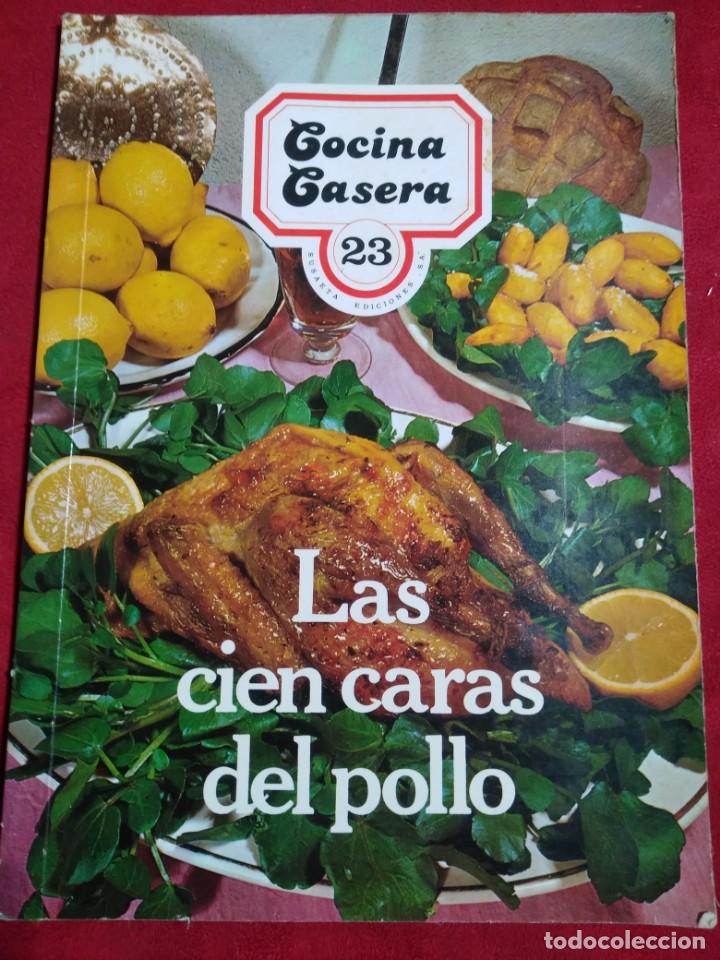 Cocina
Casera
23
SUSAETA EDICIONES S.A.
Las
cien caras
del pollo
todocoleccion